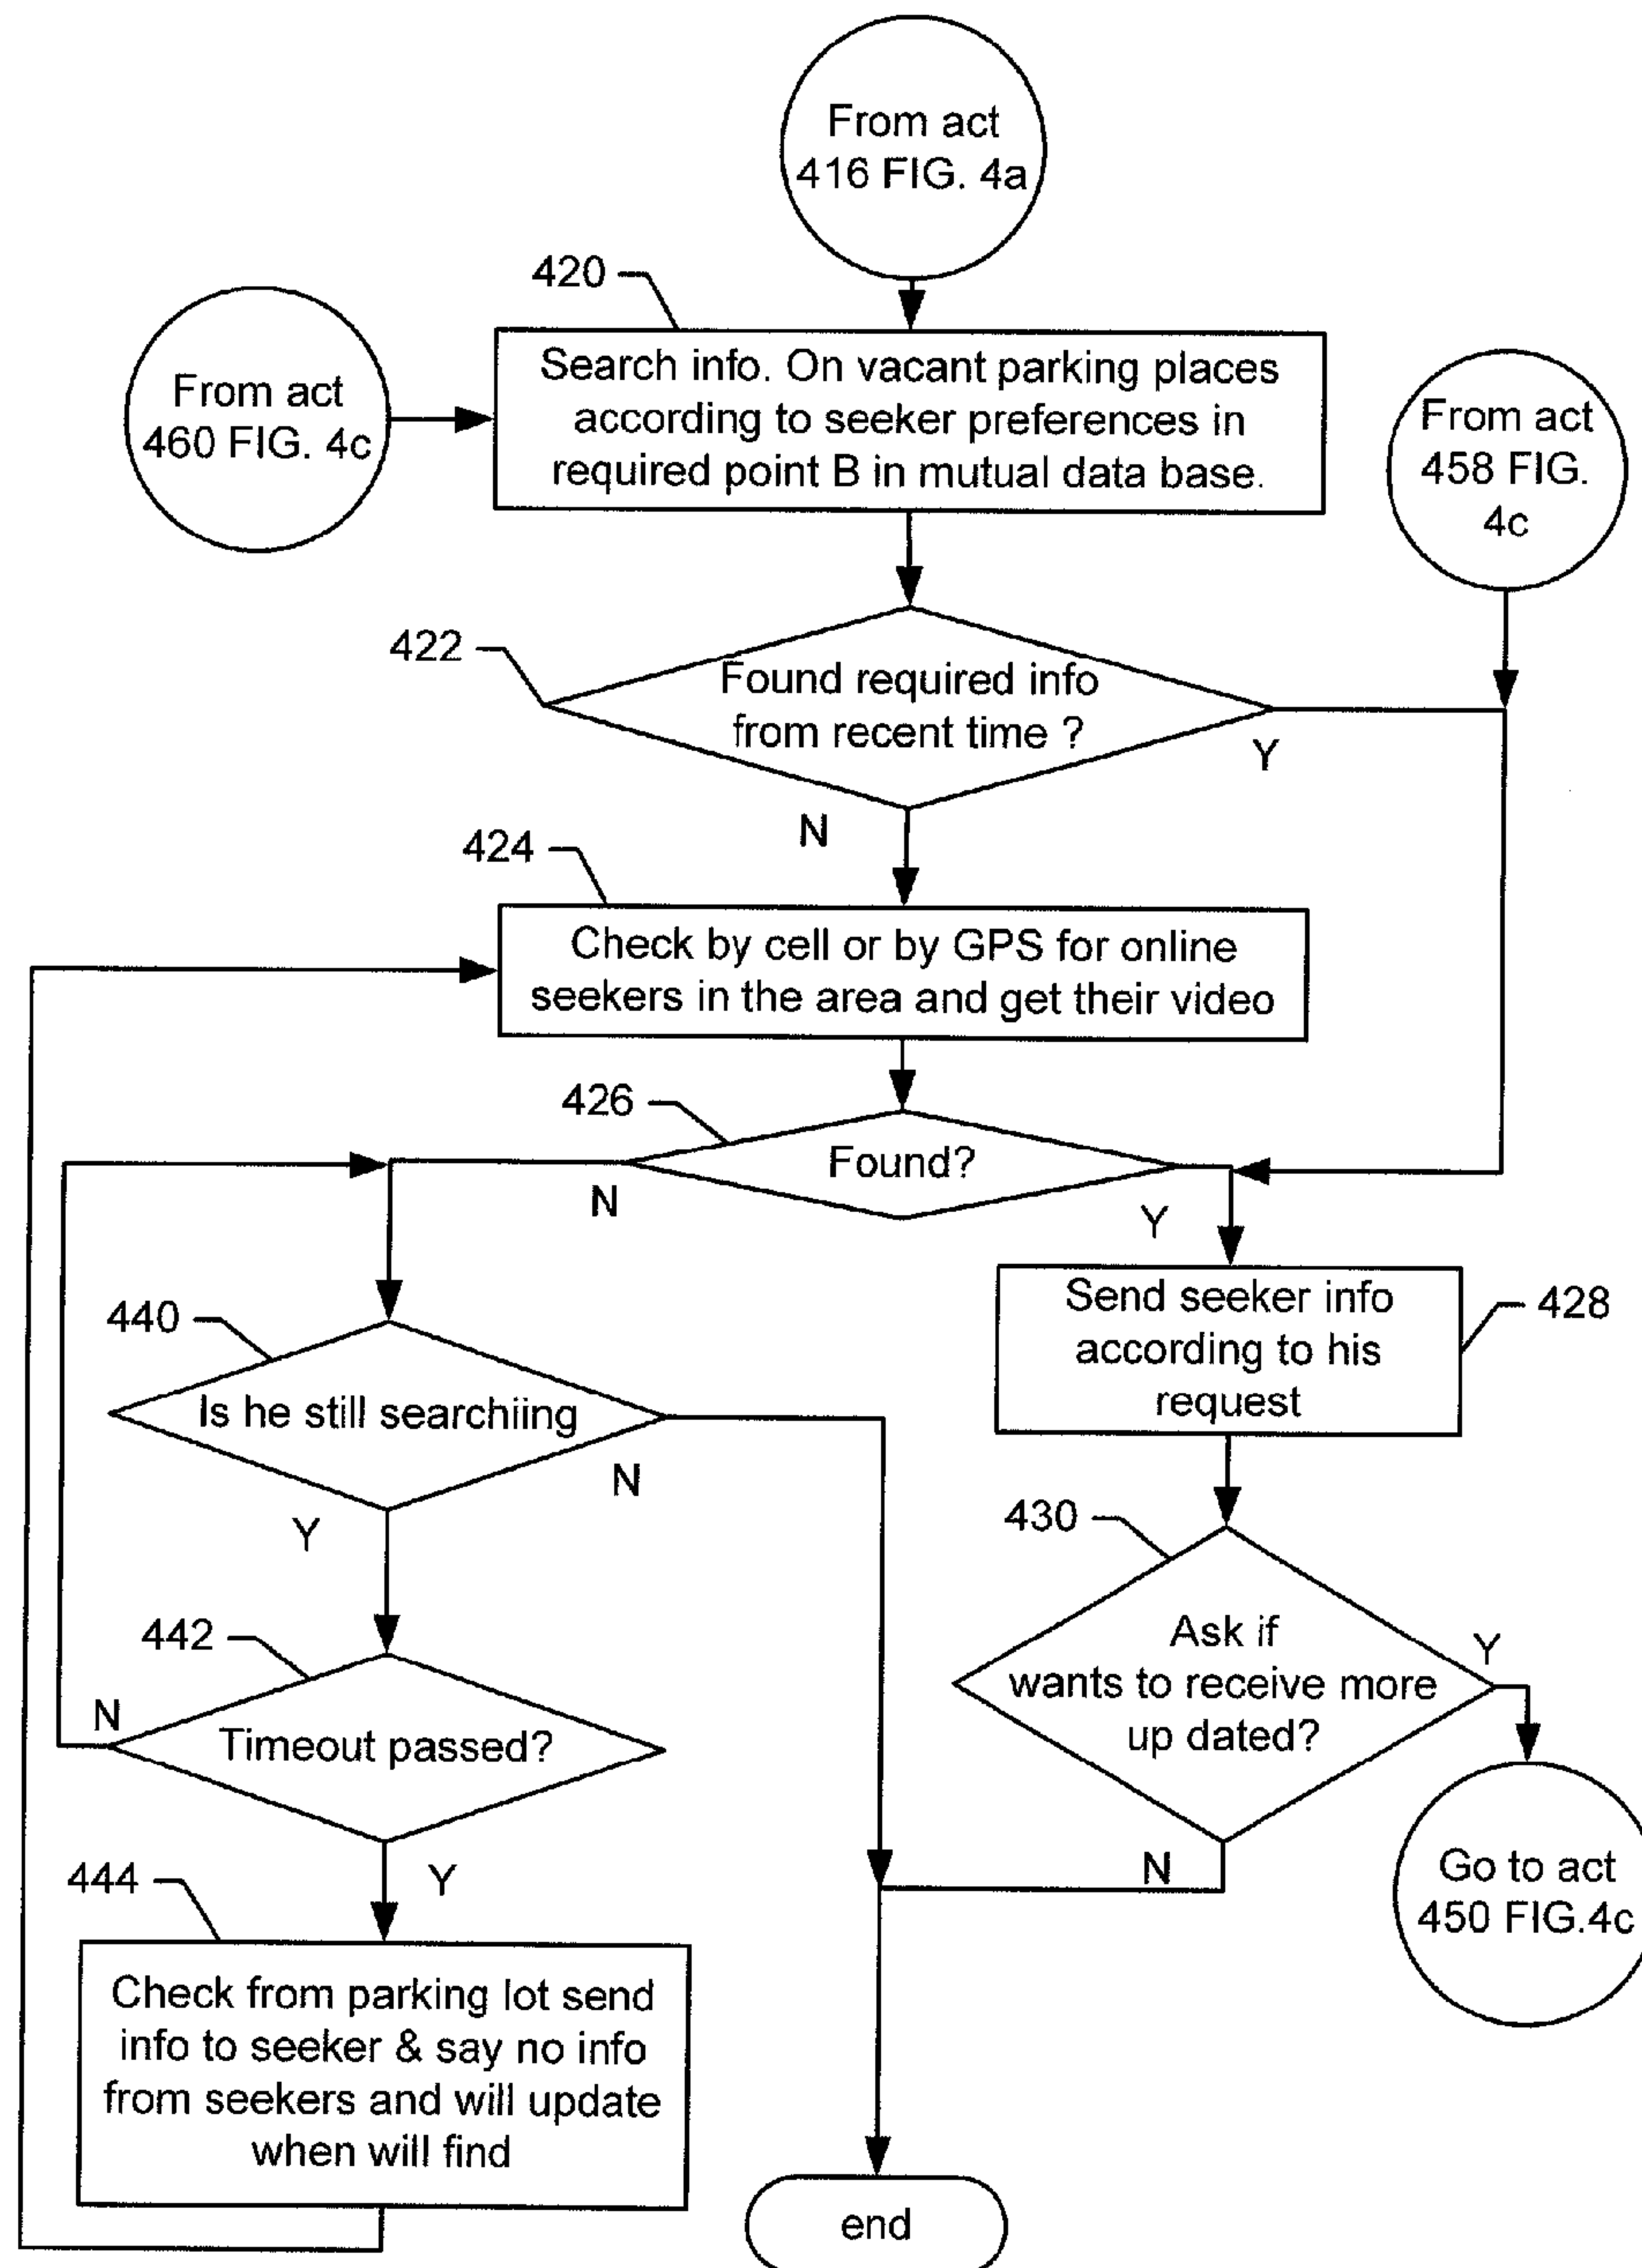 From act
416 FIG. 4a
420
Search info. On vacant parking places
according to seeker preferences in
required point B in mutual data base.
From act
460 FIG. 4c
From act
458 FIG.
4c
422
Found required info
from recent time ?
Y
N
424
Check by cell or by GPS for online
seekers in the area and get their video
426
Found?
N
Y
440
Is he still searchiing
N
Y
Send seeker info
according to his
request
428
430
Ask if
wants to receive more
up dated?
Y
N
442
Timeout passed?
N
Y
Go to act
450 FIG.4c
444
Check from parking lot send
info to seeker & say no info
from seekers and will update
when will find
end